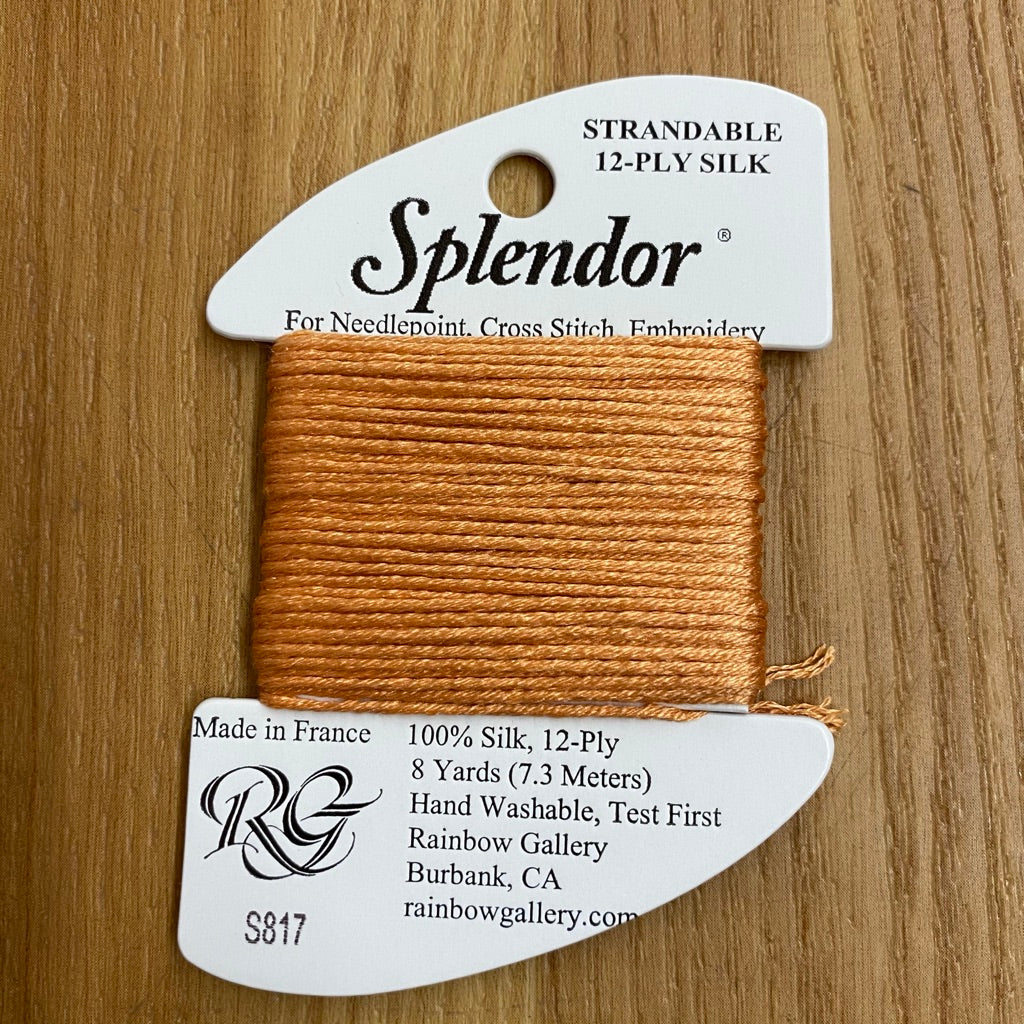 STRANDABLE
12-PLY SILK
Splendor ®
For Needlepoint, Cross Stitch, Embroidery
Made in France
RG
S817
100% Silk, 12-Ply
8 Yards (7.3 Meters)
Hand Washable, Test First
Rainbow Gallery
Burbank, CA
rainbowgallery.com